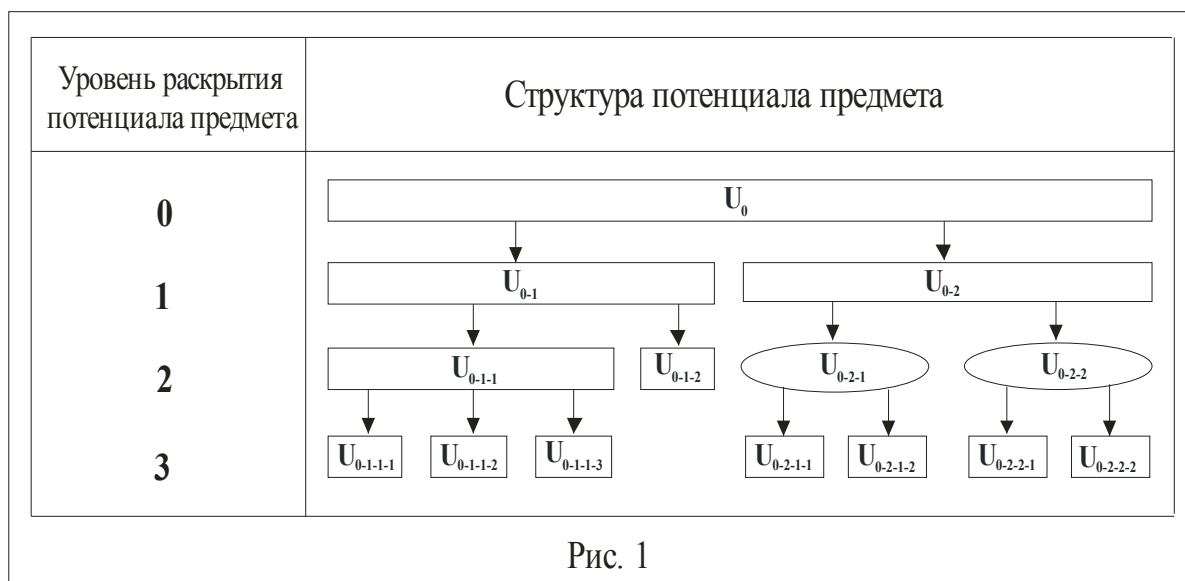 Уровень раскрытия
потенциала предмета
Структура потенциала предмета
0
U0
1
U0-1 U0-2
2
U0-1-1 U0-1-2 U0-2-1 U0-2-2
3
U0-1-1-1 U0-1-1-2 U0-1-1-3 U0-2-1-1 U0-2-1-2 U0-2-2-1 U0-2-2-2
Рис. 1